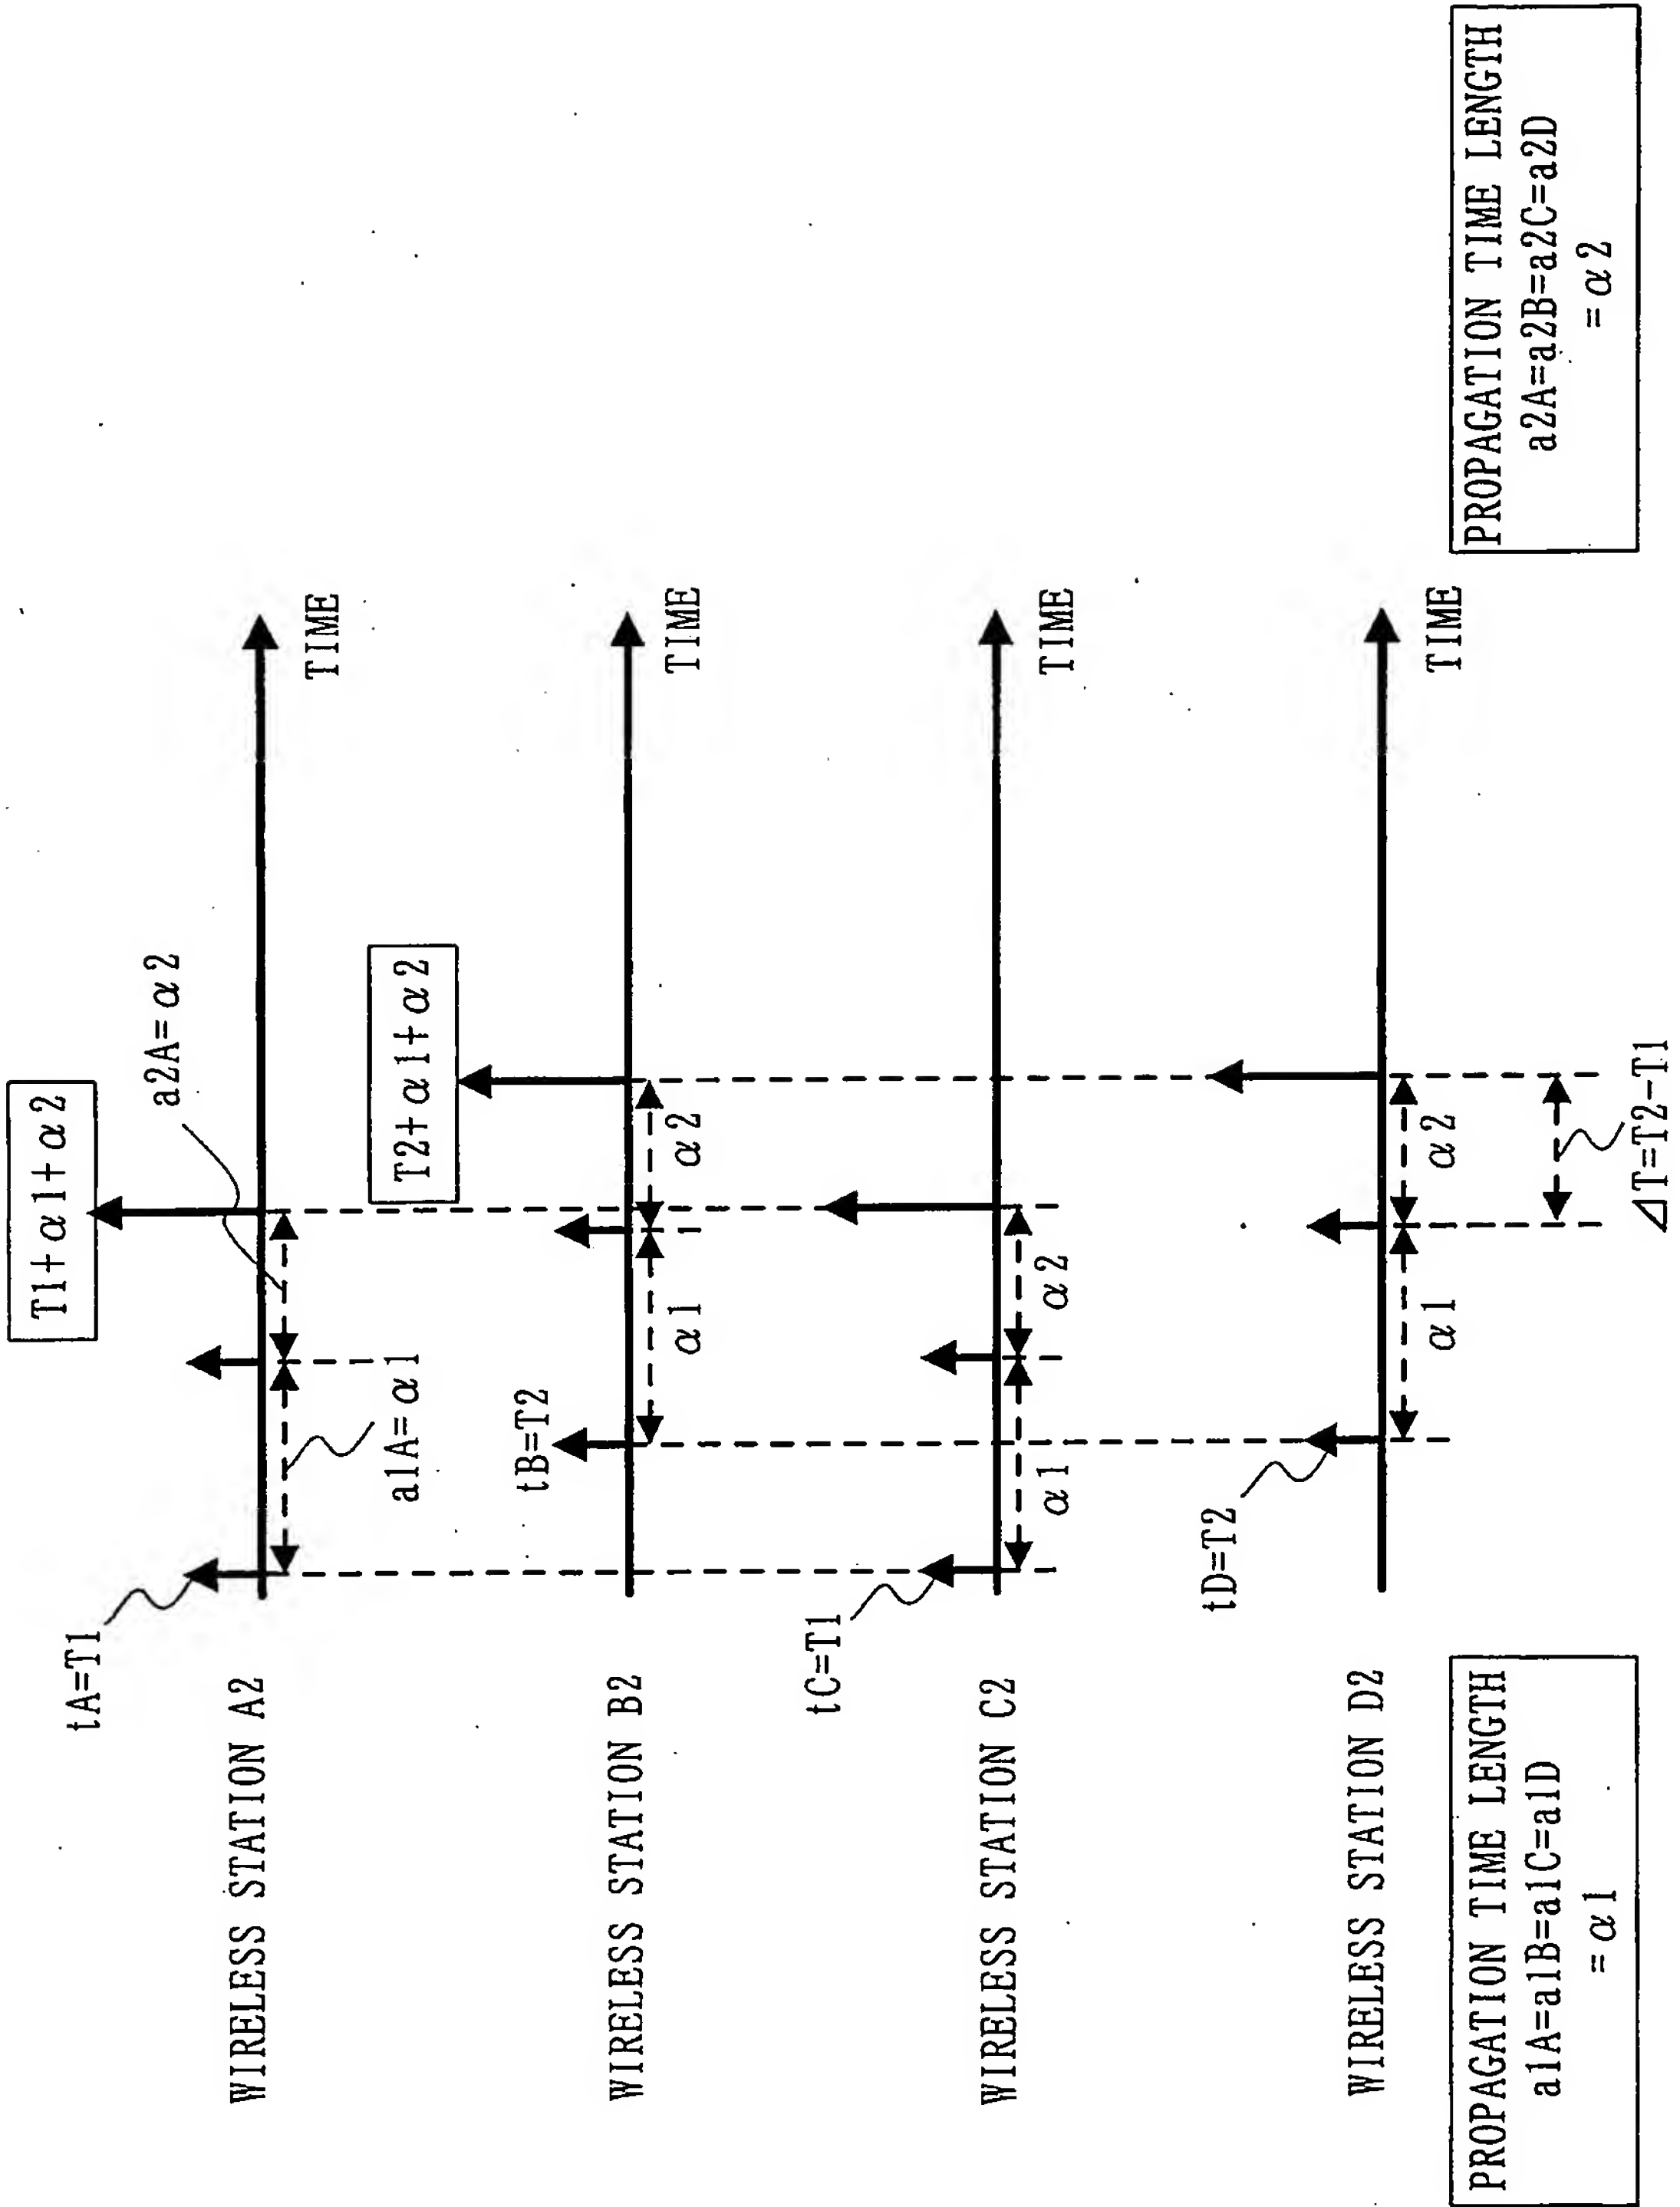 tA=T1
T1+α1+α2
a2A=α2
WIRELESS STATION A2
a1A=α1
TIME
tB=T2
T2+α1+α2
WIRELESS STATION B2
α1
α2
TIME
tC=T1
WIRELESS STATION C2
α1
α2
TIME
tD=T2
WIRELESS STATION D2
α1
α2
TIME
⊿T=T2-T1
PROPAGATION TIME LENGTH
a1A=a1B=a1C=a1D
=α1
PROPAGATION TIME LENGTH
a2A=a2B=a2C=a2D
=α2